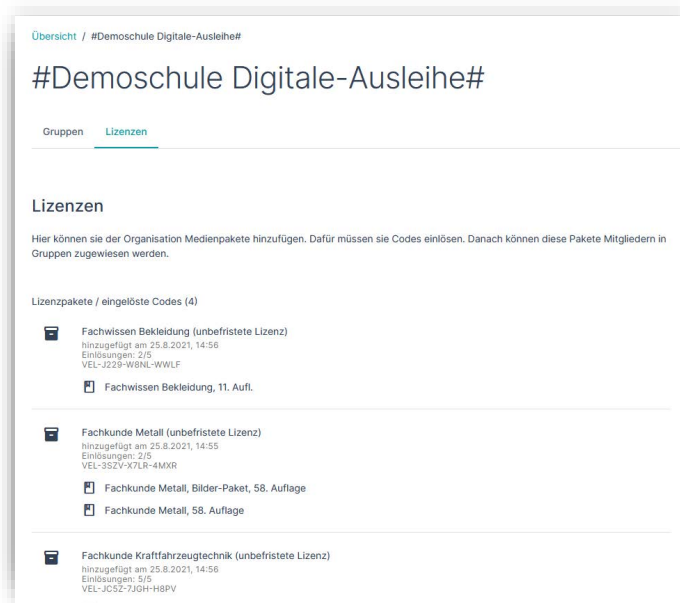 Übersicht / #Demoschule Digitale-Ausleihe#
#Demoschule Digitale-Ausleihe#
Gruppen Lizenzen
Lizenzen
Hier können sie der Organisation Medienpakete hinzufügen. Dafür müssen sie Codes einlösen. Danach können diese Pakete Mitgliedern in
Gruppen zugewiesen werden.
Lizenzpakete / eingelöste Codes (4)
Fachwissen Bekleidung (unbefristete Lizenz)
hinzugefügt am 25.8.2021, 14:56
Einlösungen: 2/5
VEL-J229-W8NL-WWLF
Fachwissen Bekleidung, 11. Aufl.
Fachkunde Metall (unbefristete Lizenz)
hinzugefügt am 25.8.2021, 14:55
Einlösungen: 2/5
VEL-3SZV-X7LR-4MXR
Fachkunde Metall, Bilder-Paket, 58. Auflage
Fachkunde Metall, 58. Auflage
Fachkunde Kraftfahrzeugtechnik (unbefristete Lizenz)
hinzugefügt am 25.8.2021, 14:56
Einlösungen: 5/5
VEL-JC5Z-7JGH-H8PV